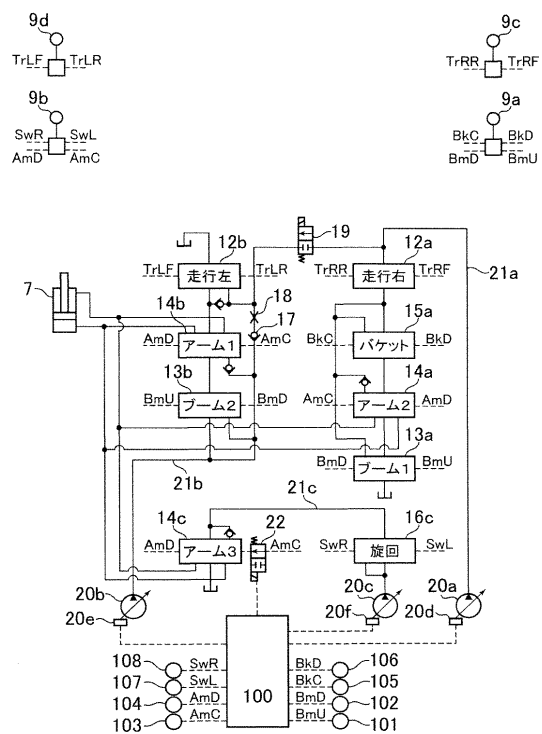 9d
9c
TrLF TrLR
TrRR TrRF
9b
9a
SwR SwL
AmD AmC
BkC BkD
BmD BmU
19
12b
12a
TrLF 走行左 TrLR
TrRR 走行右 TrRF
21a
7
14b
18
17
15a
AmD アーム1 AmC
BkC バケット BkD
13b
14a
BmU ブーム2 BmD
AmC アーム2 AmD
13a
BmD ブーム1 BmU
21b
21c
14c
22
16c
AmD アーム3 AmC
SwR 旋回 SwL
20b
20c
20a
20e
20f
20d
100
108 SwR
BkD 106
107 SwL
BkC 105
104 AmD
BmD 102
103 AmC
BmU 101